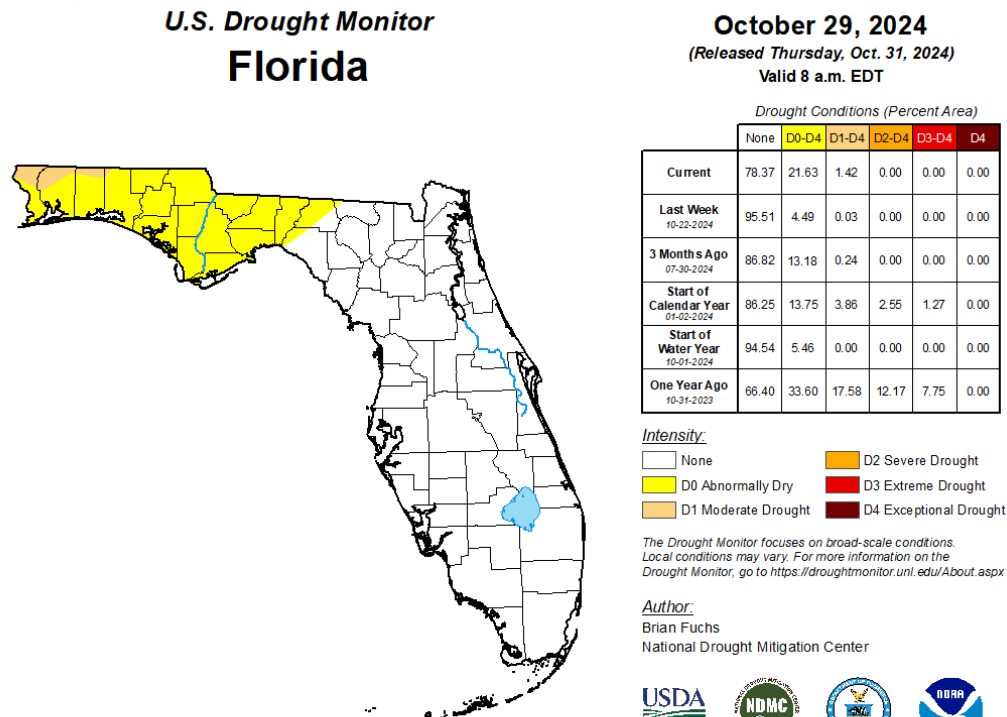 U.S. Drought Monitor
Florida
October 29, 2024
(Released Thursday, Oct. 31, 2024)
Valid 8 a.m. EDT
Drought Conditions (Percent Area)
None D0-D4 D1-D4 D2-D4 D3-D4 D4
Current 78.37 21.63 1.42 0.00 0.00 0.00
Last Week
10-22-2024 95.51 4.49 0.03 0.00 0.00 0.00
3 Months Ago
07-30-2024 86.82 13.18 0.24 0.00 0.00 0.00
Start of
Calendar Year
01-02-2024 86.25 13.75 3.86 2.55 1.27 0.00
Start of
Water Year
10-01-2024 94.54 5.46 0.00 0.00 0.00 0.00
One Year Ago
10-31-2023 66.40 33.60 17.58 12.17 7.75 0.00
Intensity:
None
D0 Abnormally Dry
D1 Moderate Drought
D2 Severe Drought
D3 Extreme Drought
D4 Exceptional Drought
The Drought Monitor focuses on broad-scale conditions.
Local conditions may vary. For more information on the
Drought Monitor, go to https://droughtmonitor.unl.edu/About.aspx
Author:
Brian Fuchs
National Drought Mitigation Center
USDA
NDMC
NOAA